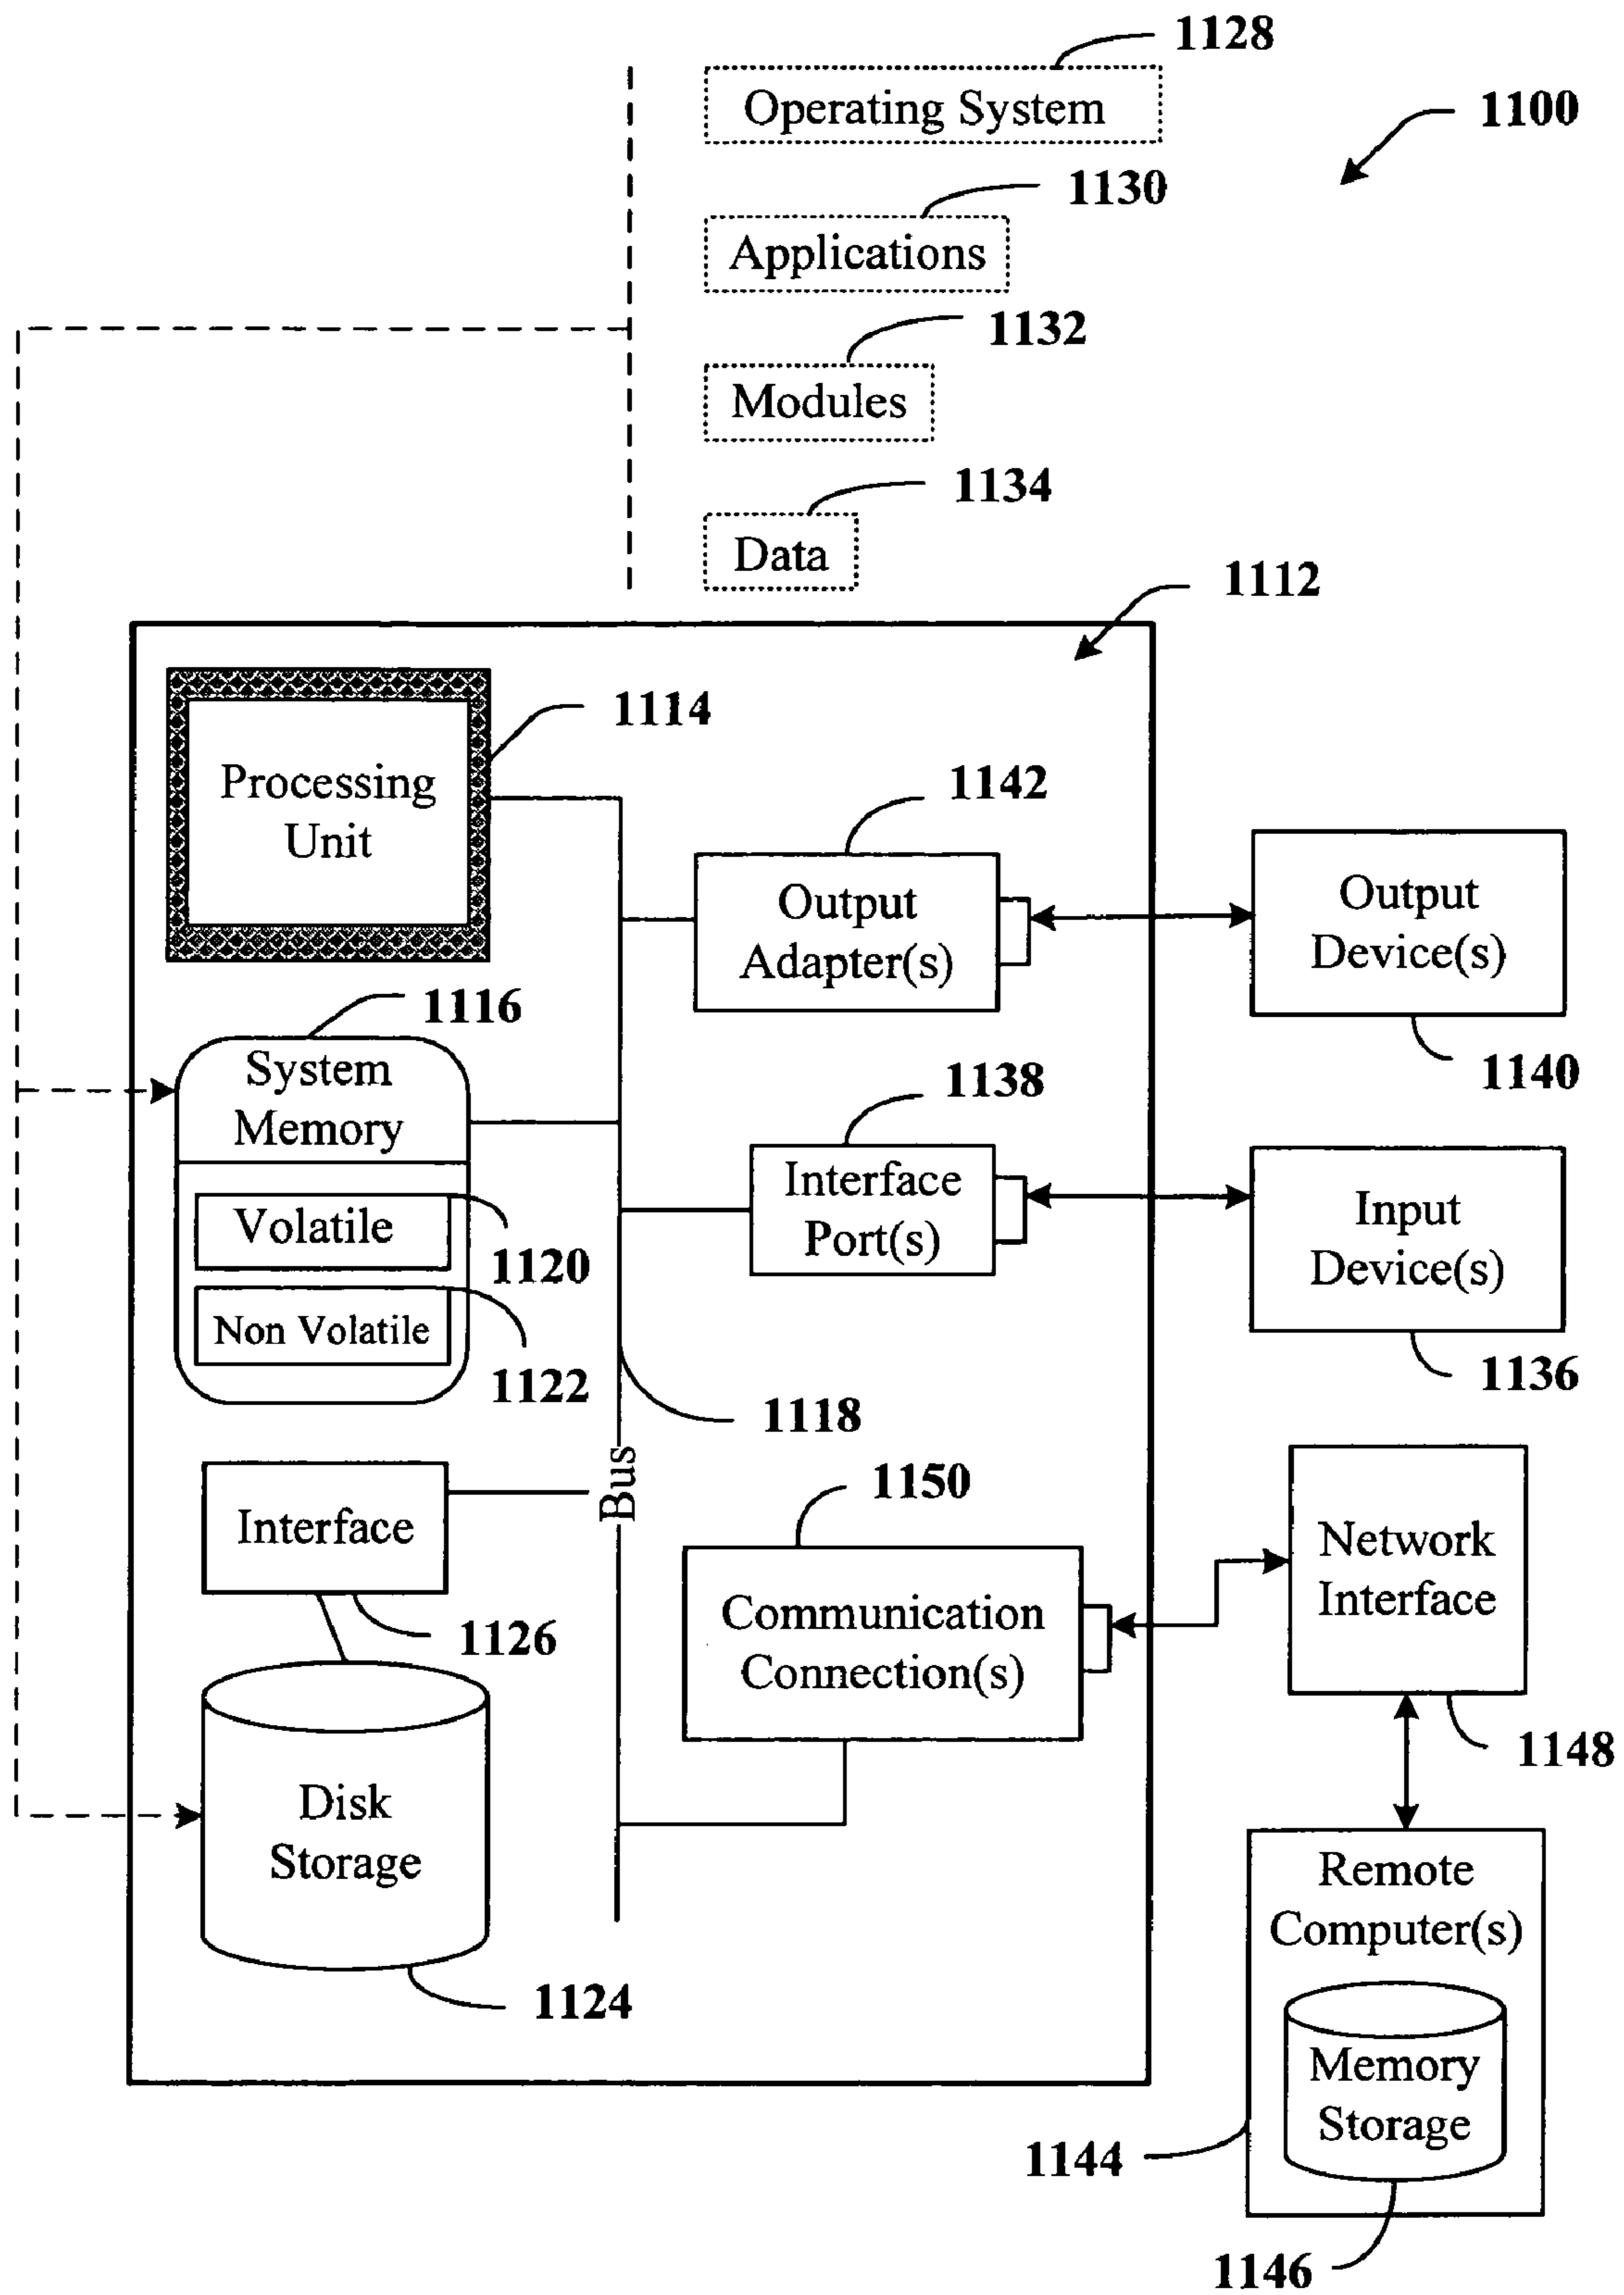 1128
Operating System
1100
1130
Applications
1132
Modules
1134
Data
1112
1114
Processing
Unit
1142
Output
Adapter(s)
Output
Device(s)
1140
1116
System
Memory
1138
Interface
Port(s)
Input
Device(s)
1136
Volatile
1120
Non Volatile
1122
1118
Bus
1150
Interface
1126
Communication
Connection(s)
Network
Interface
1148
Disk
Storage
1124
Remote
Computer(s)
Memory
Storage
1144
1146